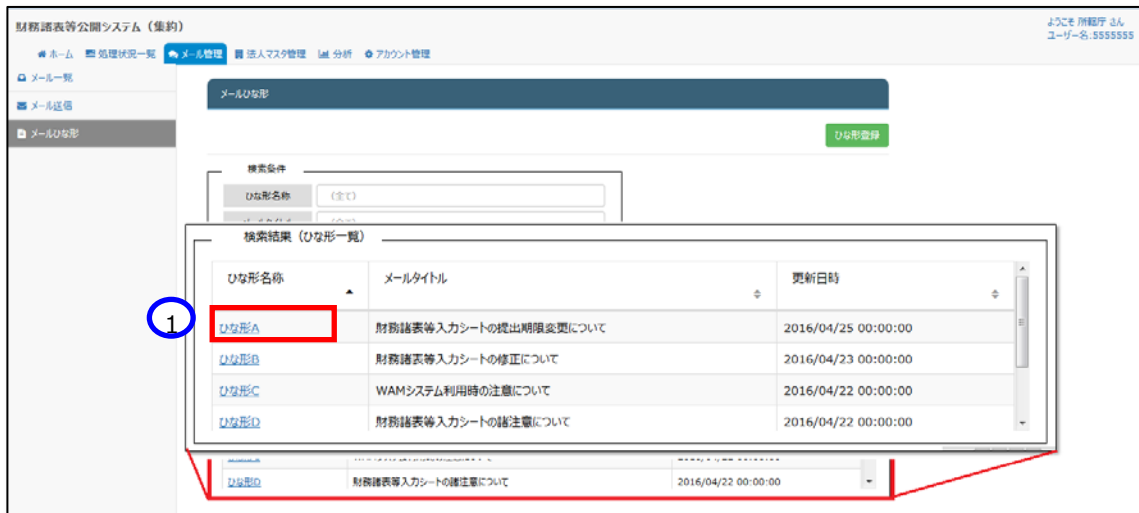 財務諸表等公開システム（集約）
ようこそ 所轄庁 さん
ユーザー名:5555555
ホーム 処理状況一覧 メール管理 法人マスタ管理 分析 アカウント管理
メール一覧
メール送信
メールひな形
メールひな形
ひな形登録
検索条件
ひな形名称 （全て）
検索結果（ひな形一覧）
ひな形名称 メールタイトル 更新日時
1
ひな形A 財務諸表等入力シートの提出期限変更について 2016/04/25 00:00:00
ひな形B 財務諸表等入力シートの修正について 2016/04/23 00:00:00
ひな形C WAMシステム利用時の注意について 2016/04/22 00:00:00
ひな形D 財務諸表等入力シートの諸注意について 2016/04/22 00:00:00
ひな形D 財務諸表等入力シートの諸注意について 2016/04/22 00:00:00